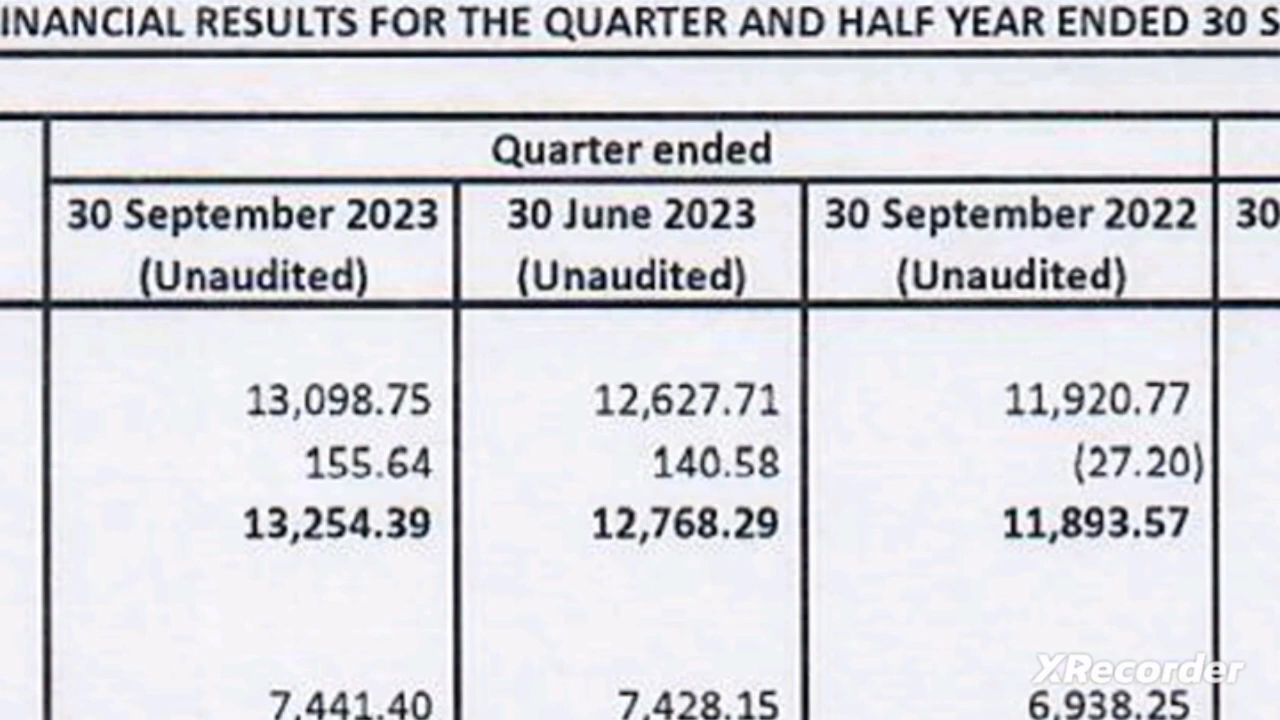 INANCIAL RESULTS FOR THE QUARTER AND HALF YEAR ENDED 30 S
Quarter ended
30 September 2023 30 June 2023 30 September 2022 30
(Unaudited) (Unaudited) (Unaudited)
13,098.75 12,627.71 11,920.77
155.64 140.58 (27.20)
13,254.39 12,768.29 11,893.57
7,441.40 7,428.15 6,938.25
XRecorder